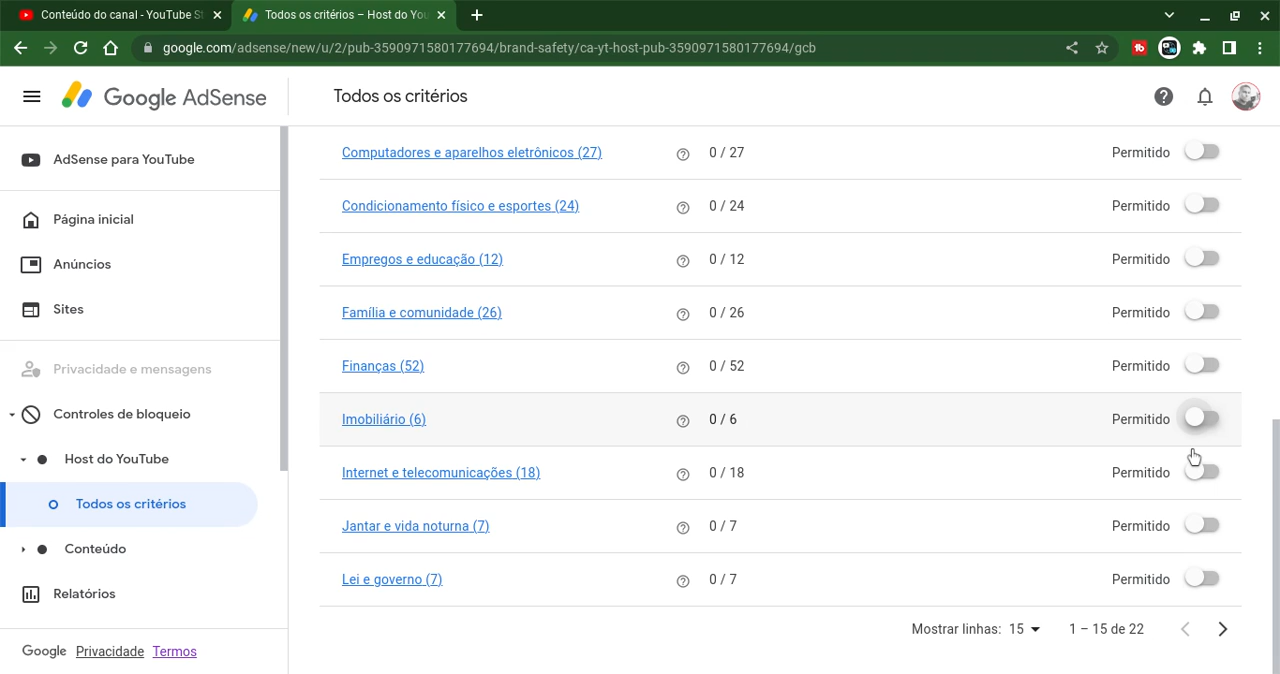 Conteúdo do canal - YouTube St
Todos os critérios – Host do You
google.com/adsense/new/u/2/pub-3590971580177694/brand-safety/ca-yt-host-pub-3590971580177694/gcb
Google AdSense
Todos os critérios
AdSense para YouTube
Página inicial
Anúncios
Sites
Privacidade e mensagens
Controles de bloqueio
Host do YouTube
Todos os critérios
Conteúdo
Relatórios
Google Privacidade Termos
Computadores e aparelhos eletrônicos (27) 0 / 27 Permitido
Condicionamento físico e esportes (24) 0 / 24 Permitido
Empregos e educação (12) 0 / 12 Permitido
Família e comunidade (26) 0 / 26 Permitido
Finanças (52) 0 / 52 Permitido
Imobiliário (6) 0 / 6 Permitido
Internet e telecomunicações (18) 0 / 18 Permitido
Jantar e vida noturna (7) 0 / 7 Permitido
Lei e governo (7) 0 / 7 Permitido
Mostrar linhas: 15 1 – 15 de 22